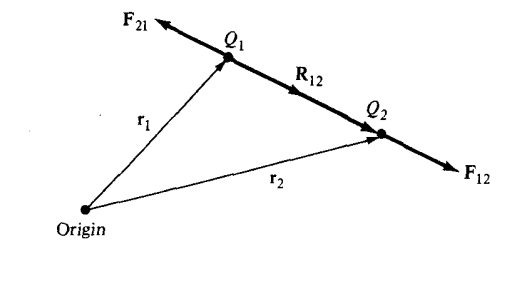 F₂₁
Q₁
R₁₂
Q₂
r₁
r₂
F₁₂
Origin